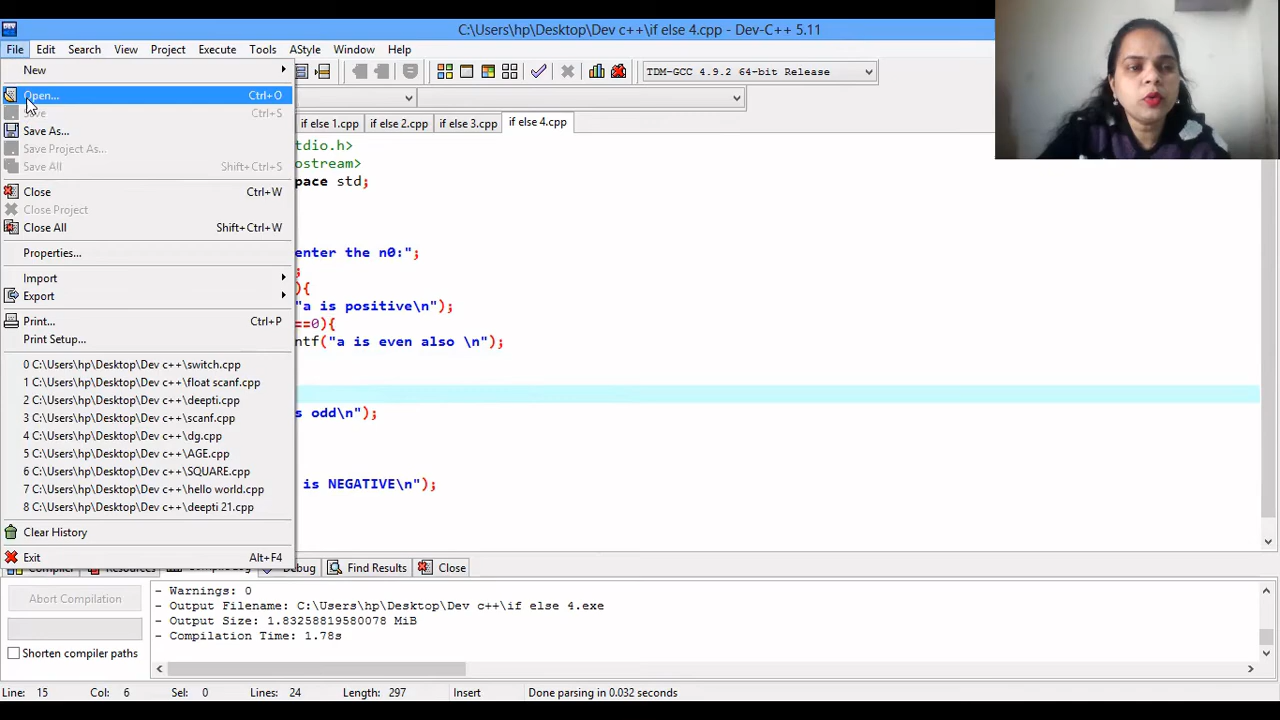 C:\Users\hp\Desktop\Dev c++\if else 4.cpp - Dev-C++ 5.11
File Edit Search View Project Execute Tools AStyle Window Help
New
TDM-GCC 4.9.2 64-bit Release
Open... Ctrl+O
Save Ctrl+S
if else 1.cpp if else 2.cpp if else 3.cpp if else 4.cpp
Save As...
tdio.h>
Save Project As...
ostream>
Save All Shift+Ctrl+S
pace std;
Close Ctrl+W
Close Project
Close All Shift+Ctrl+W
Properties...
enter the n0:";
;
Import
){
Export
"a is positive\n");
Print... Ctrl+P
==0){
Print Setup...
ntf("a is even also \n");
0 C:\Users\hp\Desktop\Dev c++\switch.cpp
1 C:\Users\hp\Desktop\Dev c++\float scanf.cpp
2 C:\Users\hp\Desktop\Dev c++\deepti.cpp
3 C:\Users\hp\Desktop\Dev c++\scanf.cpp
s odd\n");
4 C:\Users\hp\Desktop\Dev c++\dg.cpp
5 C:\Users\hp\Desktop\Dev c++\AGE.cpp
6 C:\Users\hp\Desktop\Dev c++\SQUARE.cpp
7 C:\Users\hp\Desktop\Dev c++\hello world.cpp
is NEGATIVE\n");
8 C:\Users\hp\Desktop\Dev c++\deepti 21.cpp
Clear History
Exit Alt+F4
Debug Find Results Close
Abort Compilation
- Warnings: 0
- Output Filename: C:\Users\hp\Desktop\Dev c++\if else 4.exe
- Output Size: 1.83258819580078 MiB
- Compilation Time: 1.78s
Shorten compiler paths
Line: 15 Col: 6 Sel: 0 Lines: 24 Length: 297 Insert Done parsing in 0.032 seconds